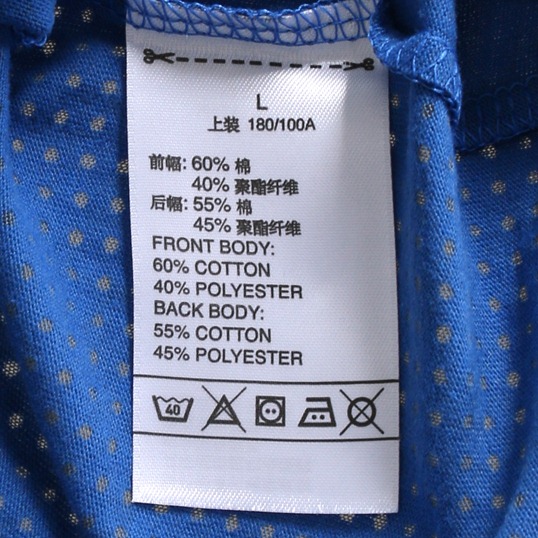 L
上装 180/100A
前幅: 60% 棉
40% 聚酯纤维
后幅: 55% 棉
45% 聚酯纤维
FRONT BODY:
60% COTTON
40% POLYESTER
BACK BODY:
55% COTTON
45% POLYESTER
40